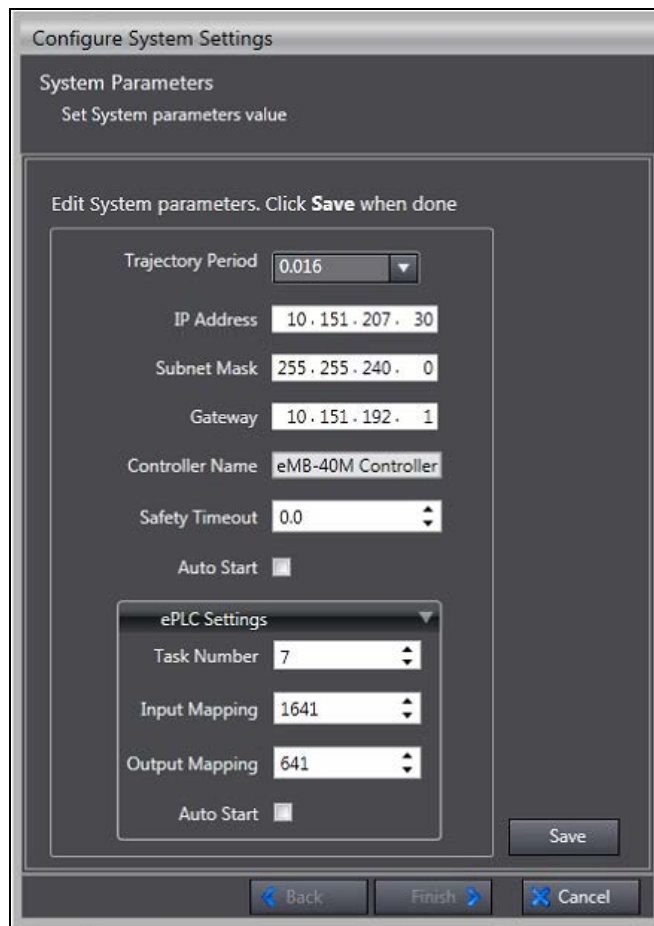 Configure System Settings
System Parameters
Set System parameters value
Edit System parameters. Click Save when done
Trajectory Period 0.016
IP Address 10 . 151 . 207 . 30
Subnet Mask 255 . 255 . 240 . 0
Gateway 10 . 151 . 192 . 1
Controller Name eMB-40M Controller
Safety Timeout 0.0
Auto Start
ePLC Settings
Task Number 7
Input Mapping 1641
Output Mapping 641
Auto Start
Save
Back Finish Cancel